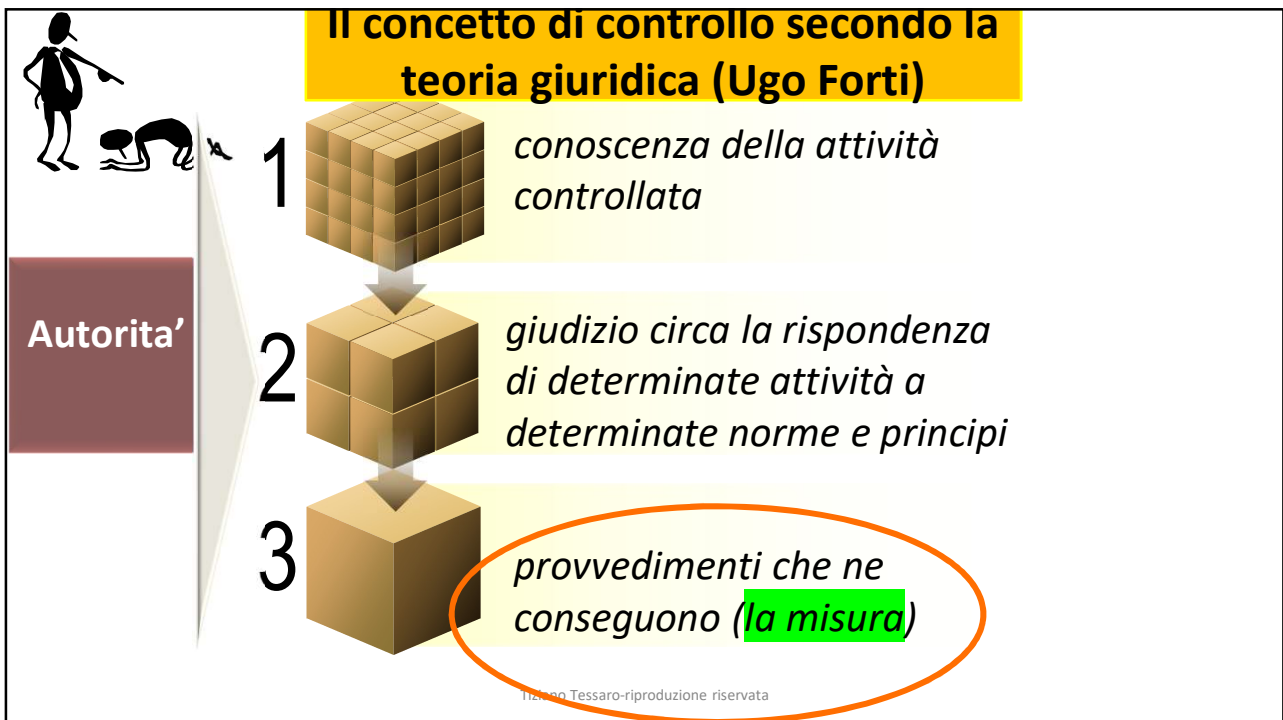 Il concetto di controllo secondo la
teoria giuridica (Ugo Forti)
Autorita’
1
conoscenza della attività
controllata
2
giudizio circa la rispondenza
di determinate attività a
determinate norme e principi
3
provvedimenti che ne
conseguono (la misura)
Tiziano Tessaro-riproduzione riservata